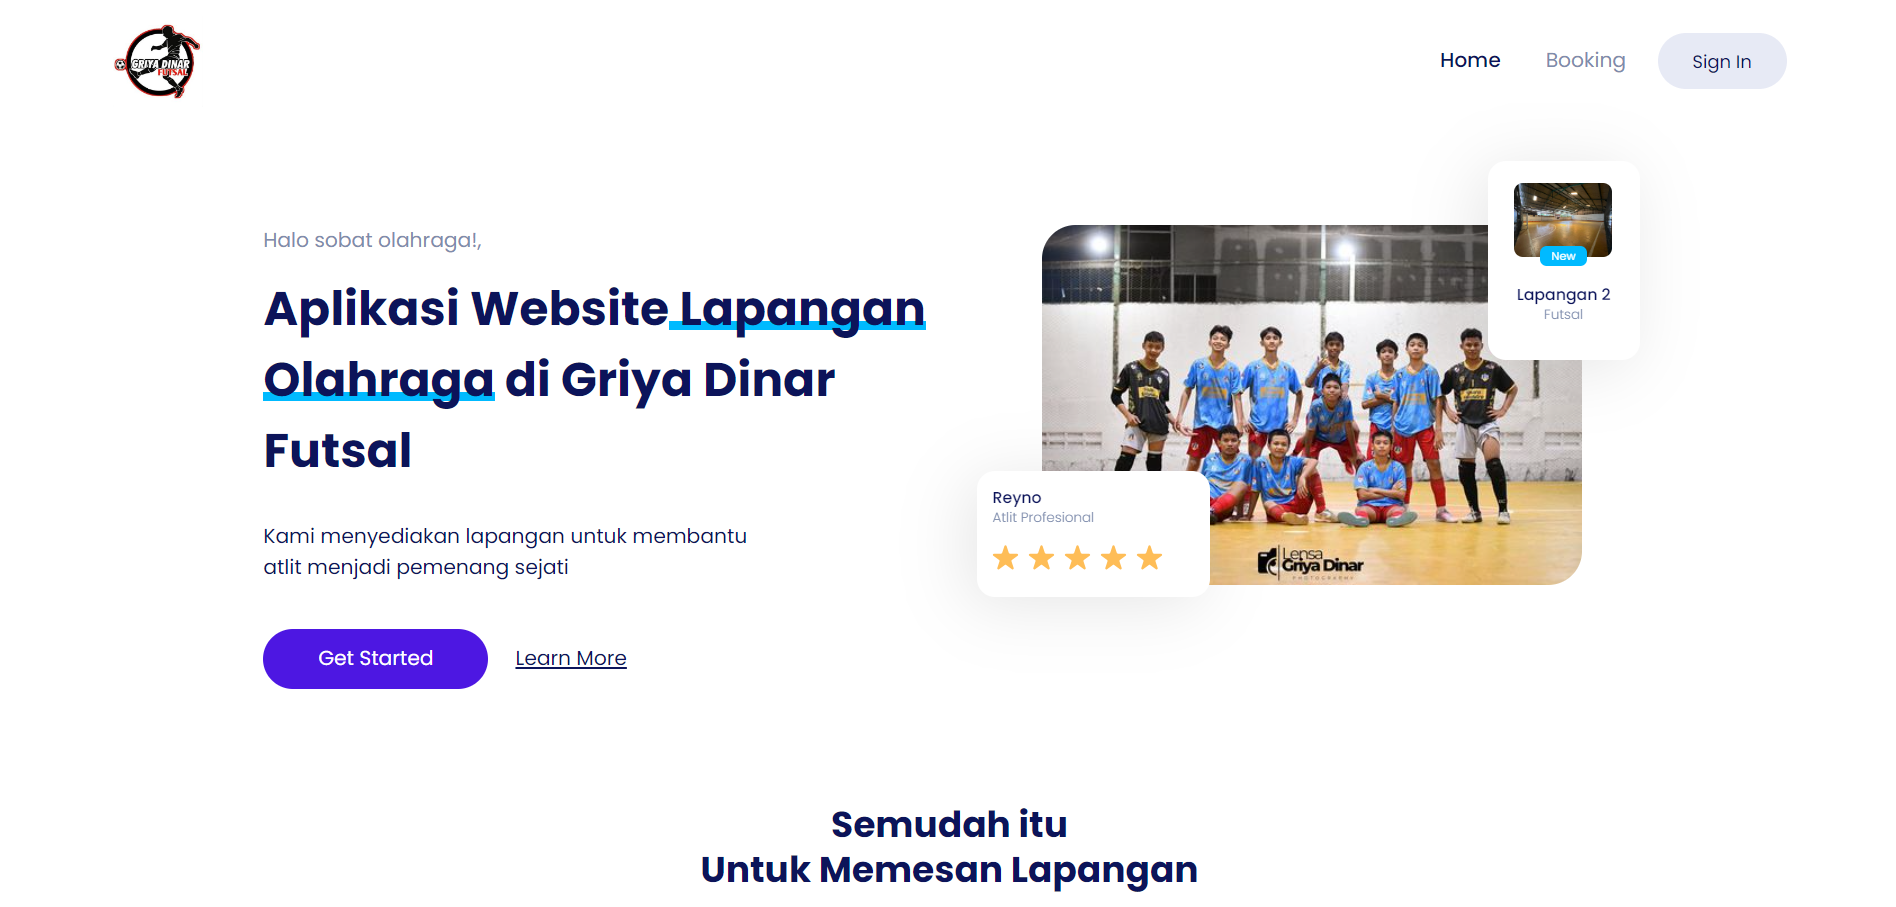 GRIYA DINAR
FUTSAL
Home
Booking
Sign In
Halo sobat olahraga!,
Aplikasi Website Lapangan
Olahraga di Griya Dinar
Futsal
Kami menyediakan lapangan untuk membantu
atlit menjadi pemenang sejati
Get Started
Learn More
New
Lapangan 2
Futsal
Reyno
Atlit Profesional
Lensa
Griya Dinar
PHOTOGRAPHY
Semudah itu
Untuk Memesan Lapangan